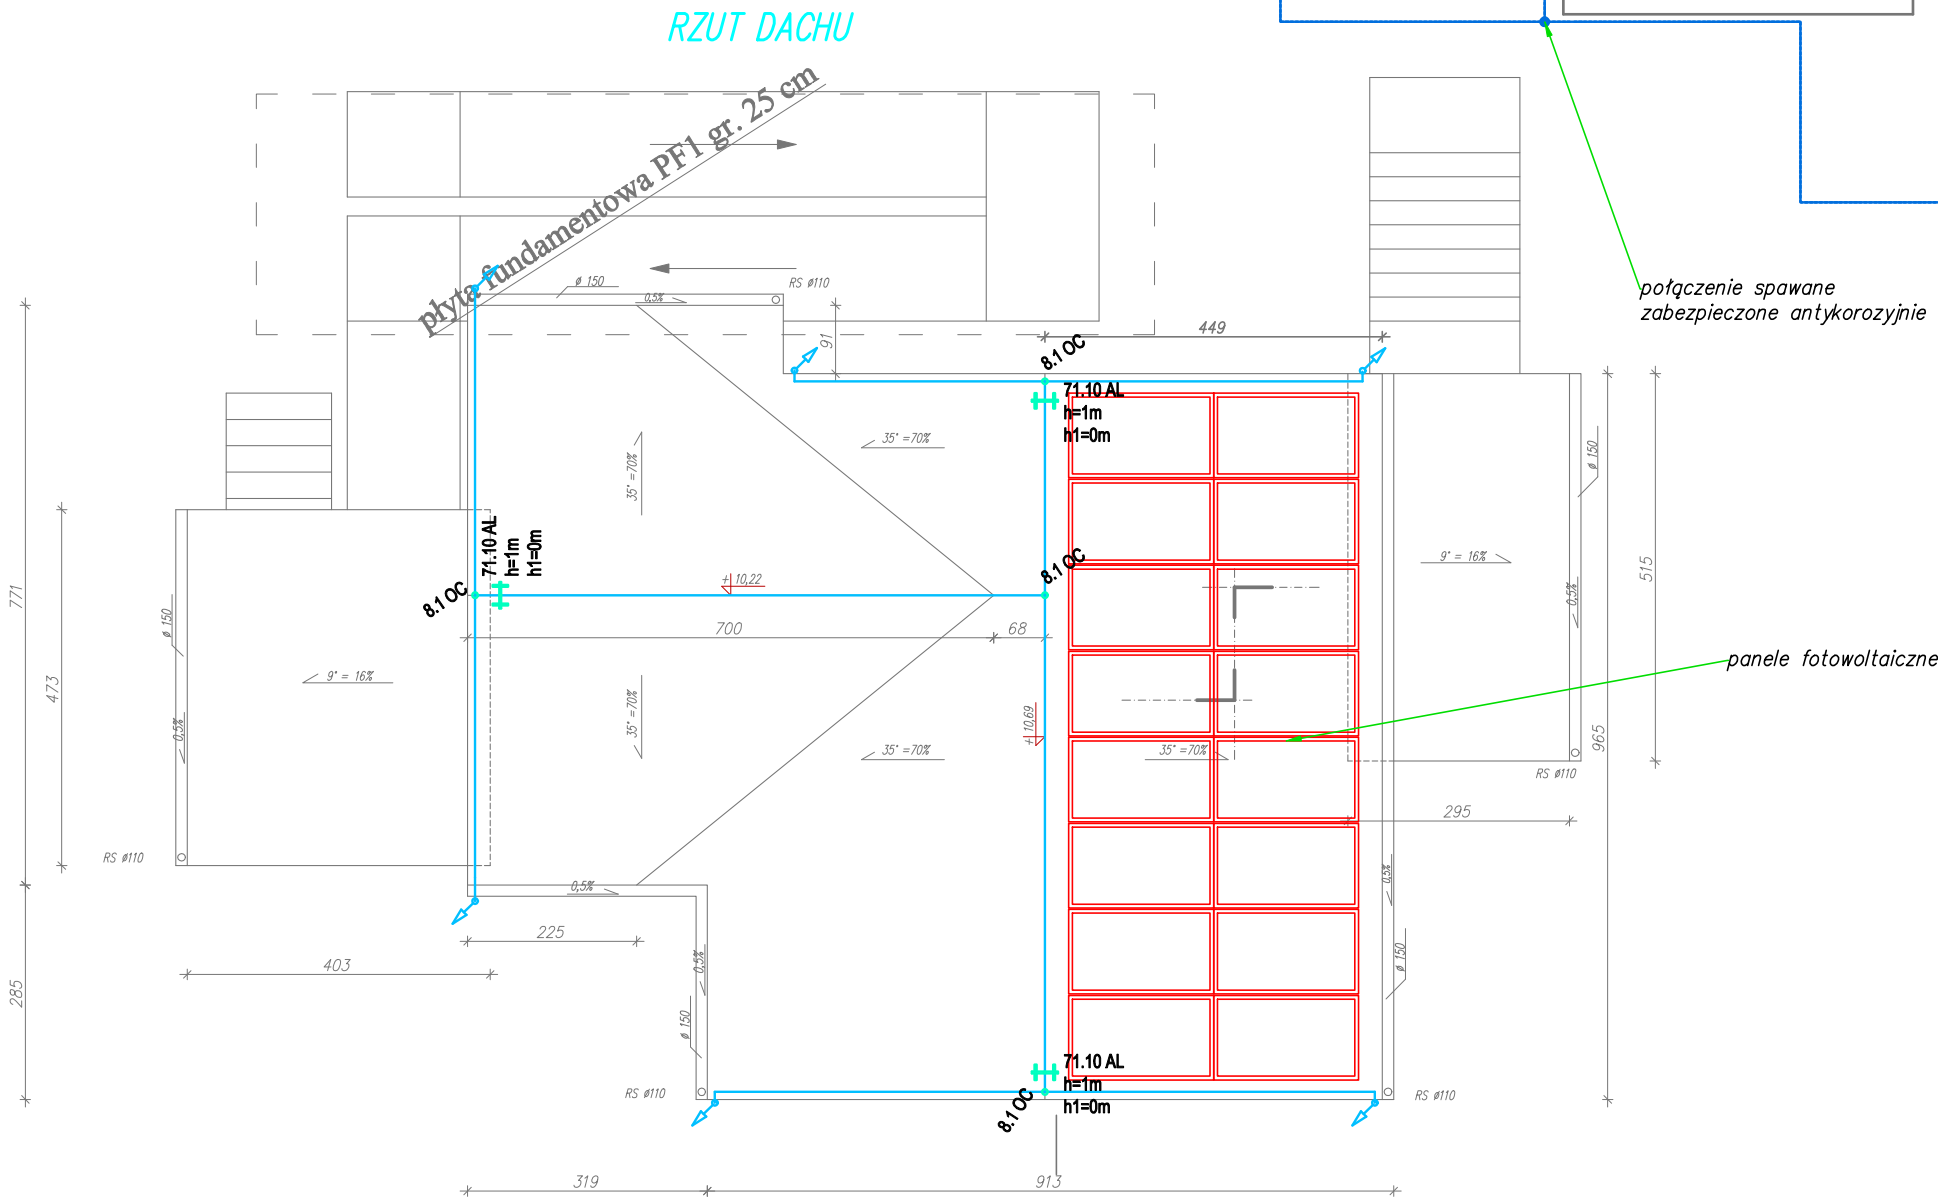 RZUT DACHU
płyta fundamentowa PF1 gr. 25 cm
połączenie spawane
zabezpieczone antykorozyjnie
ø 150
0,5%
RS ø110
91
449
8.1 OC
71.10 AL
h=1m
h1=0m
35° =70%
35° =70%
ø 150
9° = 16%
515
0,5%
771
71.10 AL
h=1m
h1=0m
8.1 OC
+ 10,22
8.1 OC
700
68
ø 150
473
9° = 16%
0,5%
35° =70%
+ 10,69
35° =70%
35° =70%
panele fotowoltaiczne
965
RS ø110
295
RS ø110
0,5%
0,5%
225
403
0,5%
ø 150
285
ø 150
RS ø110
71.10 AL
h=1m
h1=0m
8.1 OC
RS ø110
319
913